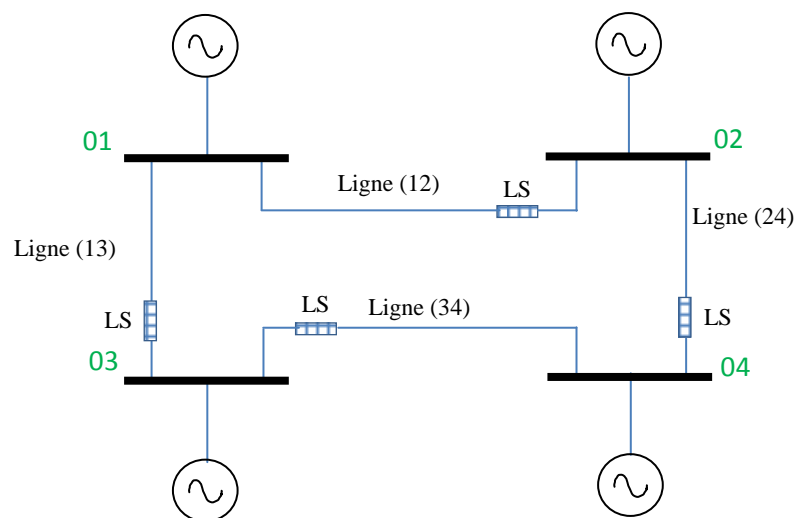 01
02
Ligne (12)
LS
Ligne (24)
Ligne (13)
LS
LS
Ligne (34)
LS
03
04